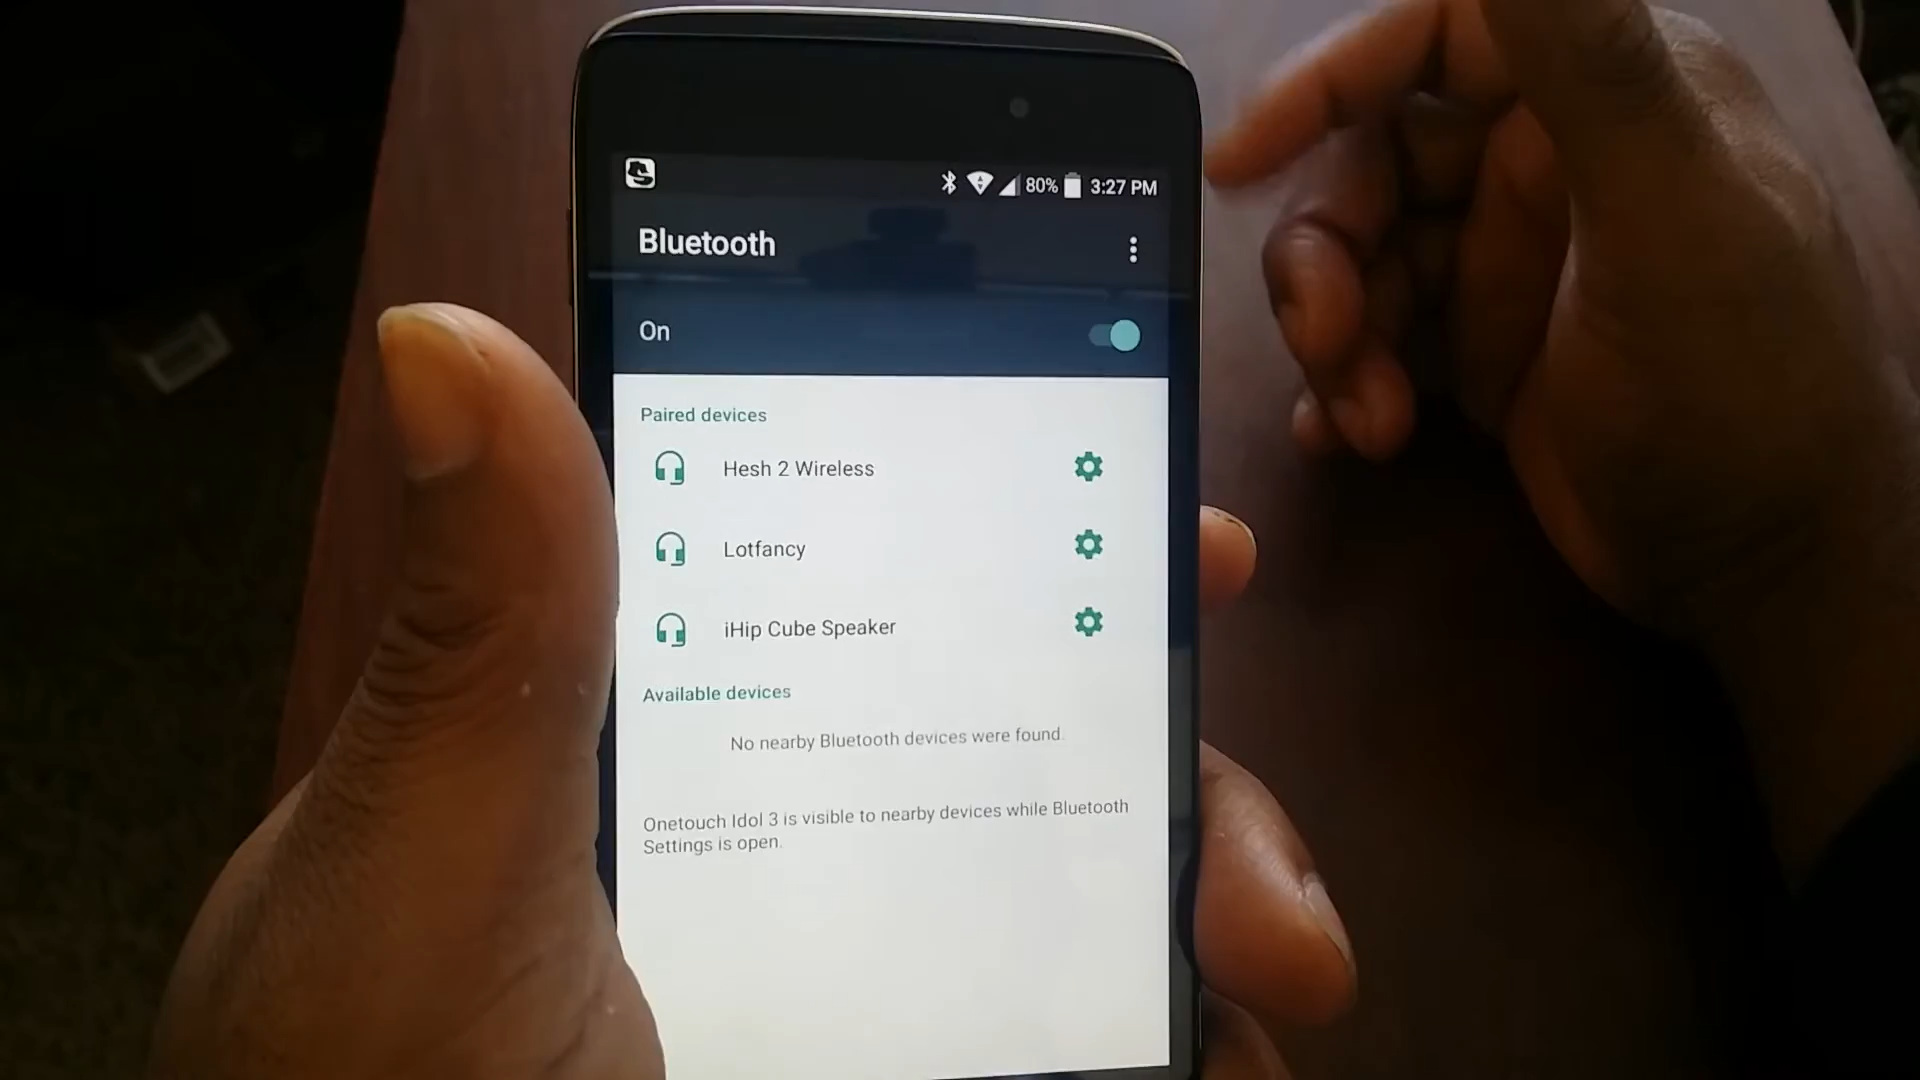 80% 3:27 PM
Bluetooth
On
Paired devices
Hesh 2 Wireless
Lotfancy
iHip Cube Speaker
Available devices
No nearby Bluetooth devices were found.
Onetouch Idol 3 is visible to nearby devices while Bluetooth
Settings is open.